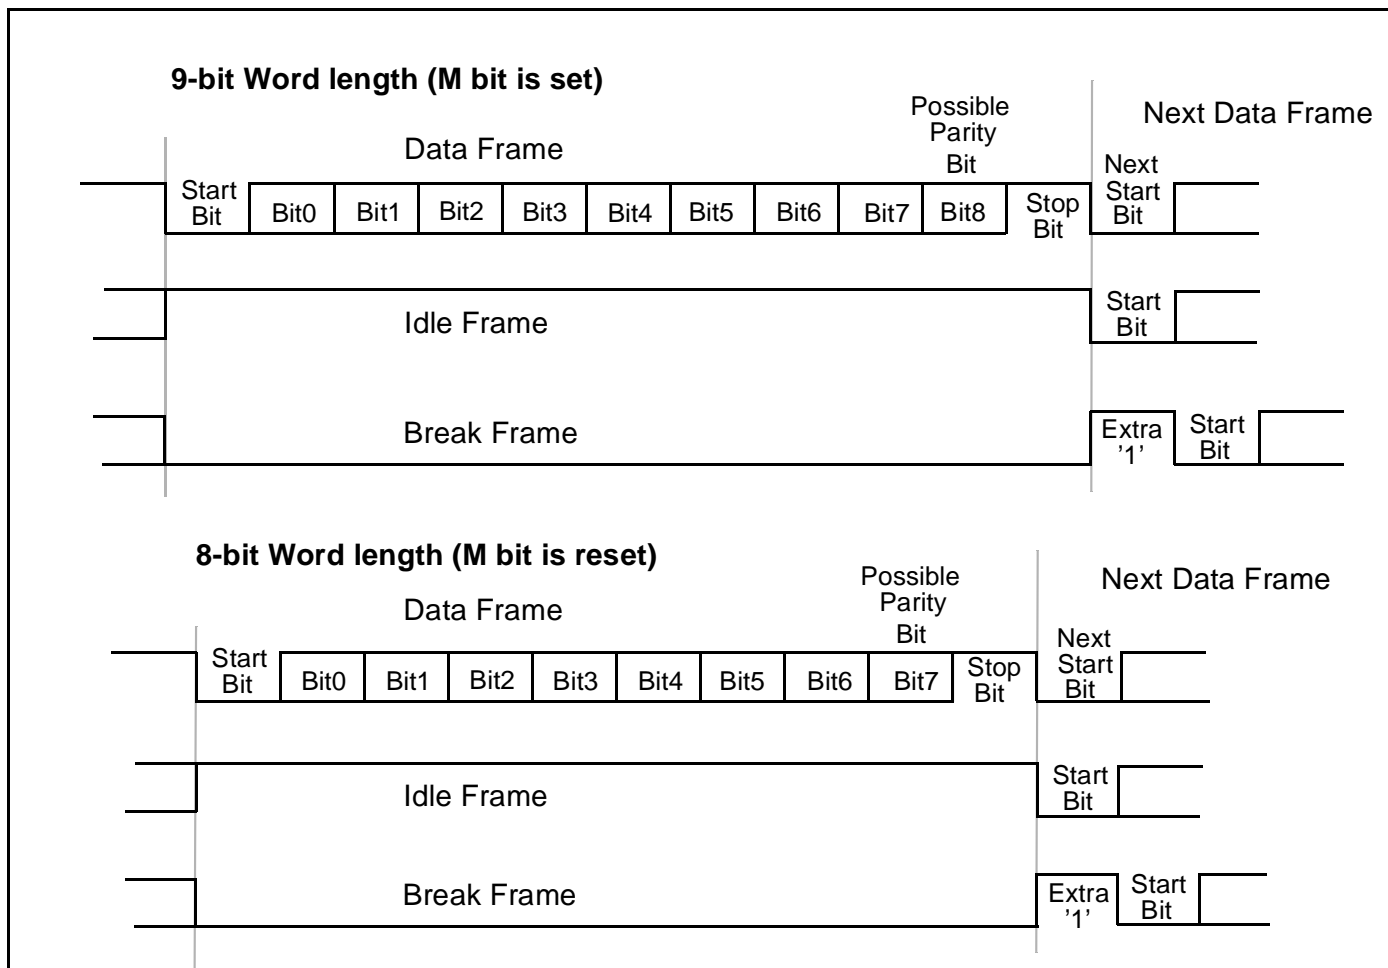 9-bit Word length (M bit is set)
Possible
Parity
Bit
Next Data Frame
Data Frame
Next
Start
Bit
Start
Bit
Bit0
Bit1
Bit2
Bit3
Bit4
Bit5
Bit6
Bit7
Bit8
Stop
Bit
Idle Frame
Start
Bit
Break Frame
Extra
'1'
Start
Bit
8-bit Word length (M bit is reset)
Possible
Parity
Bit
Next Data Frame
Data Frame
Next
Start
Bit
Start
Bit
Bit0
Bit1
Bit2
Bit3
Bit4
Bit5
Bit6
Bit7
Stop
Bit
Idle Frame
Start
Bit
Break Frame
Extra
'1'
Start
Bit